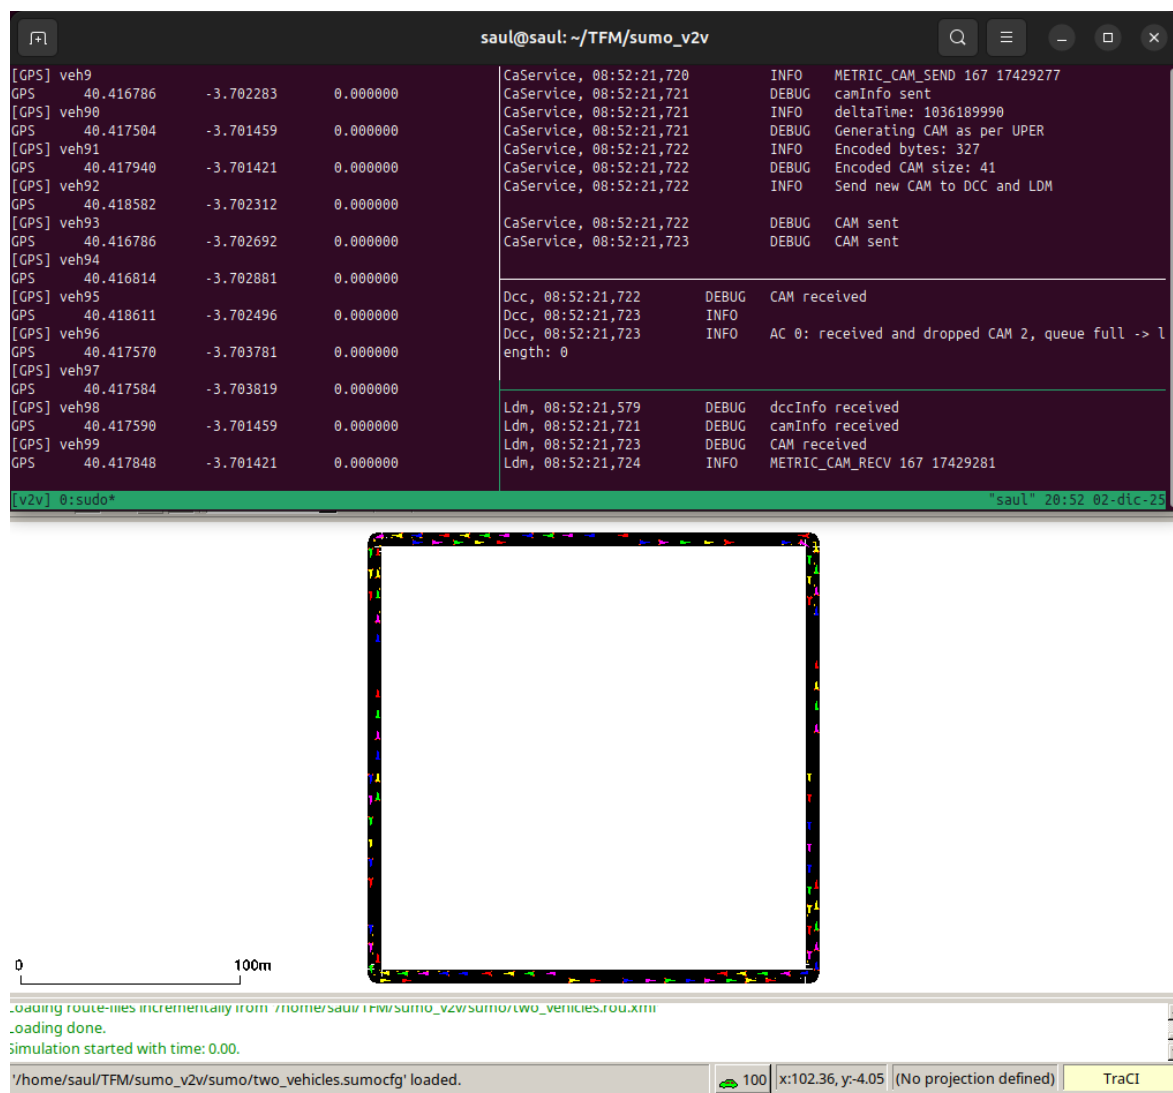 saul@saul: ~/TFM/sumo_v2v
[GPS] veh9
GPS 40.416786 -3.702283 0.000000
[GPS] veh90
GPS 40.417504 -3.701459 0.000000
[GPS] veh91
GPS 40.417940 -3.701421 0.000000
[GPS] veh92
GPS 40.418582 -3.702312 0.000000
[GPS] veh93
GPS 40.416786 -3.702692 0.000000
[GPS] veh94
GPS 40.416814 -3.702881 0.000000
[GPS] veh95
GPS 40.418611 -3.702496 0.000000
[GPS] veh96
GPS 40.417570 -3.703781 0.000000
[GPS] veh97
GPS 40.417584 -3.703819 0.000000
[GPS] veh98
GPS 40.417590 -3.701459 0.000000
[GPS] veh99
GPS 40.417848 -3.701421 0.000000
CaService, 08:52:21,720 INFO METRIC_CAM_SEND 167 17429277
CaService, 08:52:21,721 DEBUG camInfo sent
CaService, 08:52:21,721 INFO deltaTime: 1036189990
CaService, 08:52:21,721 DEBUG Generating CAM as per UPER
CaService, 08:52:21,722 INFO Encoded bytes: 327
CaService, 08:52:21,722 DEBUG Encoded CAM size: 41
CaService, 08:52:21,722 INFO Send new CAM to DCC and LDM
CaService, 08:52:21,722 DEBUG CAM sent
CaService, 08:52:21,723 DEBUG CAM sent
Dcc, 08:52:21,722 DEBUG CAM received
Dcc, 08:52:21,723 INFO
Dcc, 08:52:21,723 INFO AC 0: received and dropped CAM 2, queue full -> l
ength: 0
Ldm, 08:52:21,579 DEBUG dccInfo received
Ldm, 08:52:21,721 DEBUG camInfo received
Ldm, 08:52:21,723 DEBUG CAM received
Ldm, 08:52:21,724 INFO METRIC_CAM_RECV 167 17429281
[v2v] 0:sudo* "saul" 20:52 02-dic-25
0 100m
Loading route-files incrementally from '/home/saul/TFM/sumo_v2v/sumo/two_vehicles.rou.xml'
Loading done.
Simulation started with time: 0.00.
'/home/saul/TFM/sumo_v2v/sumo/two_vehicles.sumocfg' loaded. 100 x:102.36, y:-4.05 (No projection defined) TraCI